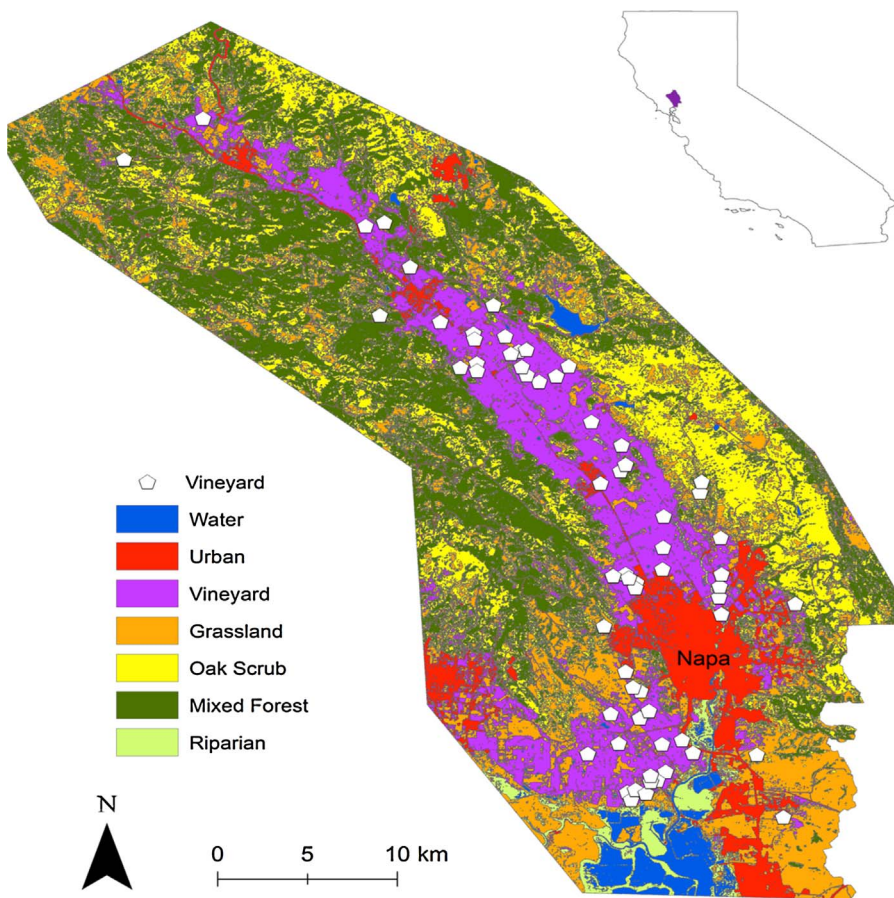 Vineyard
Water
Urban
Vineyard
Grassland
Oak Scrub
Mixed Forest
Riparian
Napa
N
0 5 10 km